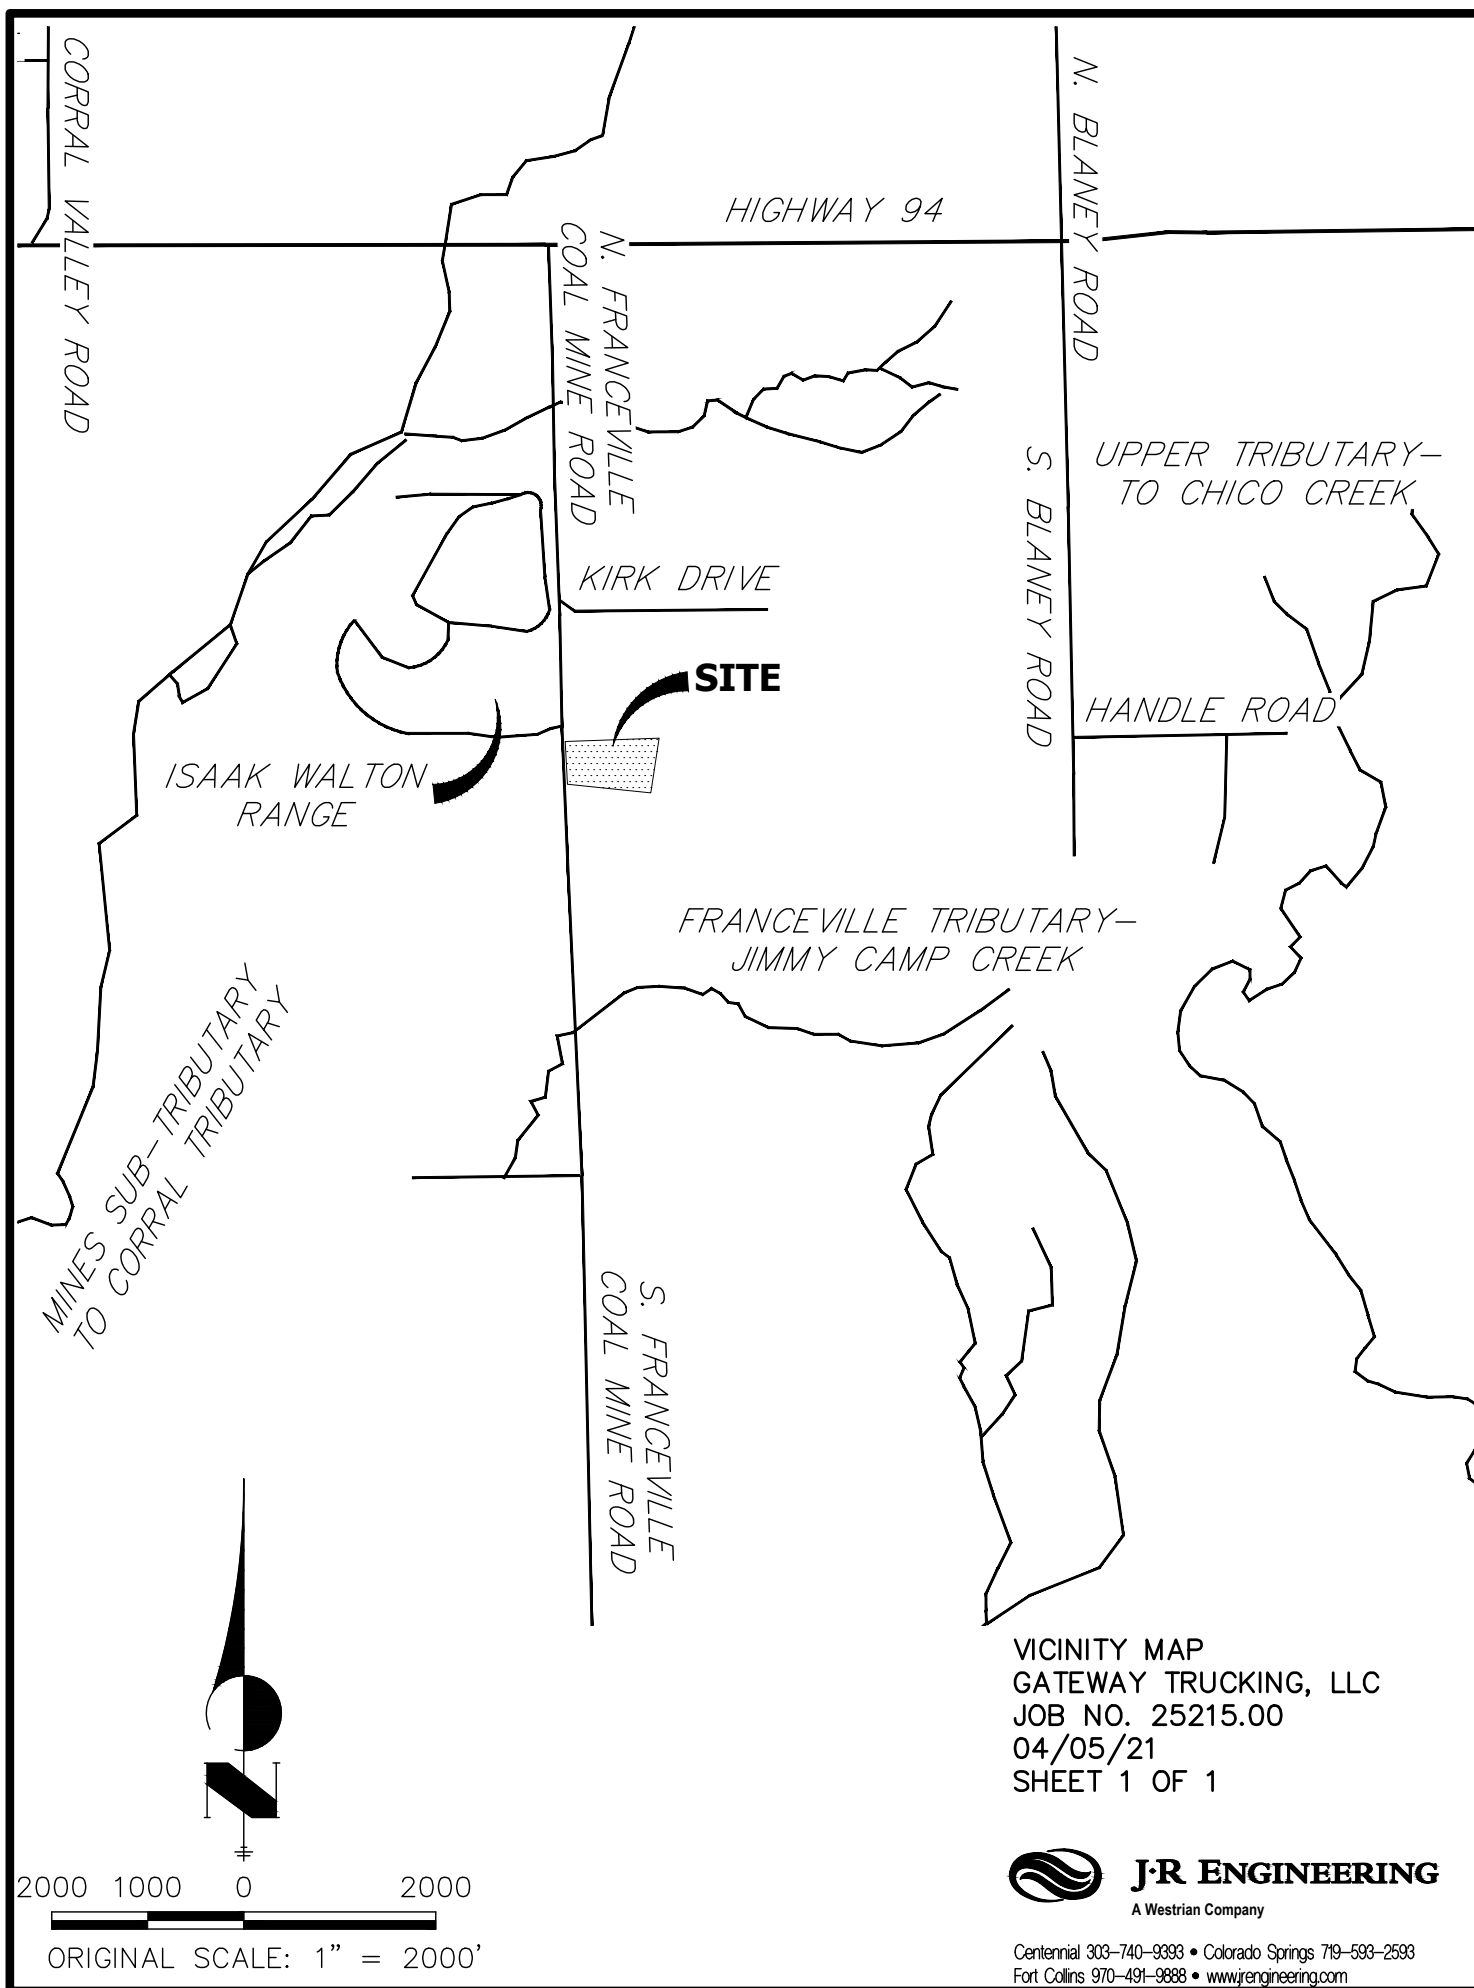 CORRAL VALLEY ROAD
N. BLANEY ROAD
HIGHWAY 94
N. FRANCEVILLE
COAL MINE ROAD
S. BLANEY ROAD
UPPER TRIBUTARY-
TO CHICO CREEK
KIRK DRIVE
SITE
HANDLE ROAD
ISAAK WALTON
RANGE
FRANCEVILLE TRIBUTARY-
JIMMY CAMP CREEK
MINES SUB-TRIBUTARY
TO CORRAL TRIBUTARY
S. FRANCEVILLE
COAL MINE ROAD
VICINITY MAP
GATEWAY TRUCKING, LLC
JOB NO. 25215.00
04/05/21
SHEET 1 OF 1
N
2000 1000 0 2000
ORIGINAL SCALE: 1" = 2000'
J·R ENGINEERING
A Westrian Company
Centennial 303-740-9393 • Colorado Springs 719-593-2593
Fort Collins 970-491-9888 • www.jrengineering.com